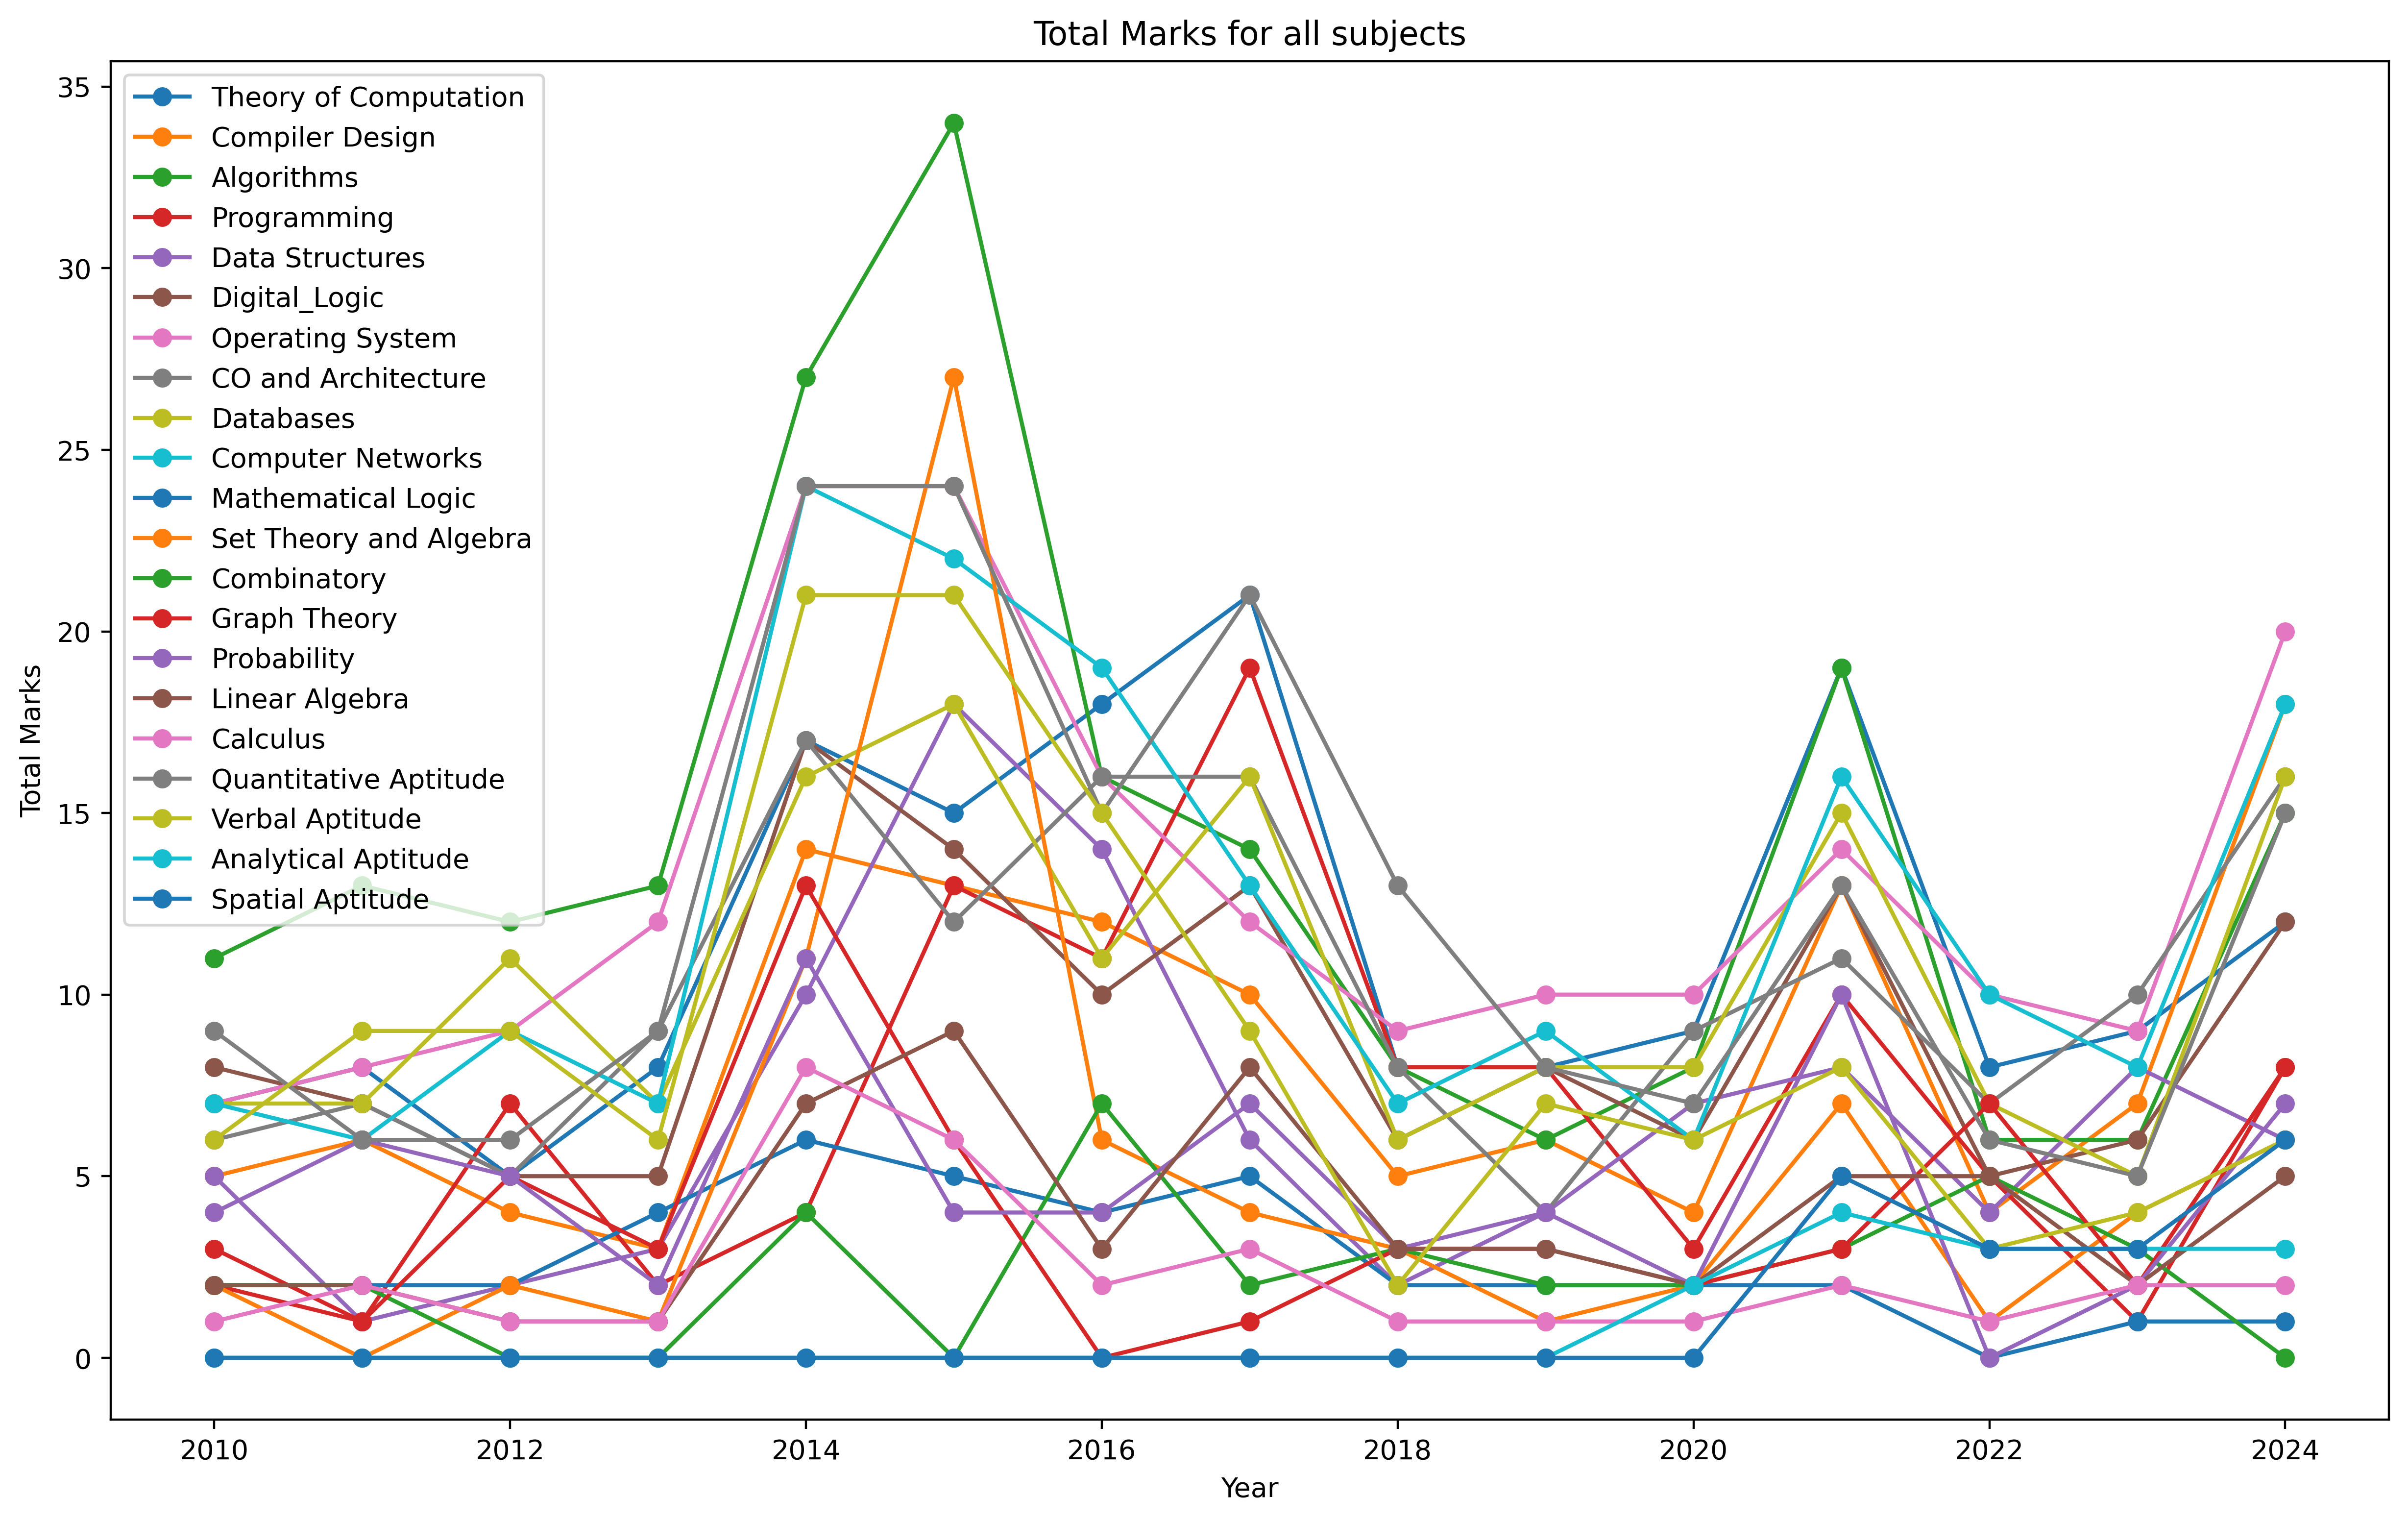 Total Marks for all subjects
35
30
25
20
15
10
5
0
Total Marks
Theory of Computation
Compiler Design
Algorithms
Programming
Data Structures
Digital_Logic
Operating System
CO and Architecture
Databases
Computer Networks
Mathematical Logic
Set Theory and Algebra
Combinatory
Graph Theory
Probability
Linear Algebra
Calculus
Quantitative Aptitude
Verbal Aptitude
Analytical Aptitude
Spatial Aptitude
2010 2012 2014 2016 2018 2020 2022 2024
Year